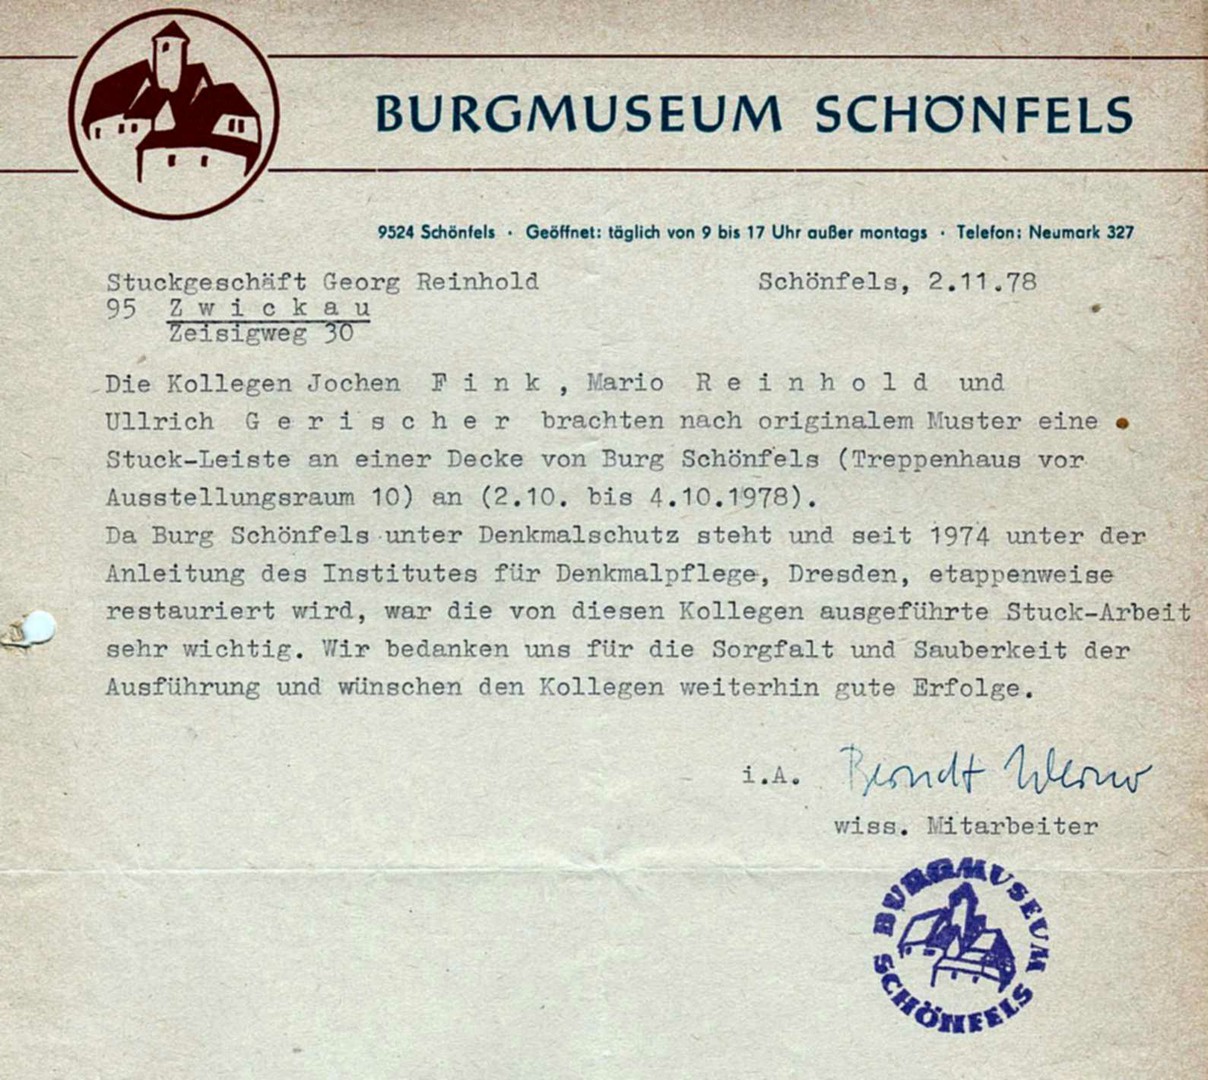 BURGMUSEUM SCHÖNFELS
9524 Schönfels · Geöffnet: täglich von 9 bis 17 Uhr außer montags · Telefon: Neumark 327
Stuckgeschäft Georg Reinhold
Schönfels, 2.11.78
95 Z w i c k a u
Zeisigweg 30
Die Kollegen Jochen F i n k , Mario R e i n h o l d und
Ullrich G e r i s c h e r brachten nach originalem Muster eine
Stuck-Leiste an einer Decke von Burg Schönfels (Treppenhaus vor
Ausstellungsraum 10) an (2.10. bis 4.10.1978).
Da Burg Schönfels unter Denkmalschutz steht und seit 1974 unter der
Anleitung des Institutes für Denkmalpflege, Dresden, etappenweise
restauriert wird, war die von diesen Kollegen ausgeführte Stuck-Arbeit
sehr wichtig. Wir bedanken uns für die Sorgfalt und Sauberkeit der
Ausführung und wünschen den Kollegen weiterhin gute Erfolge.
i.A. Berndt Werner
wiss. Mitarbeiter
BURGMUSEUM
SCHÖNFELS